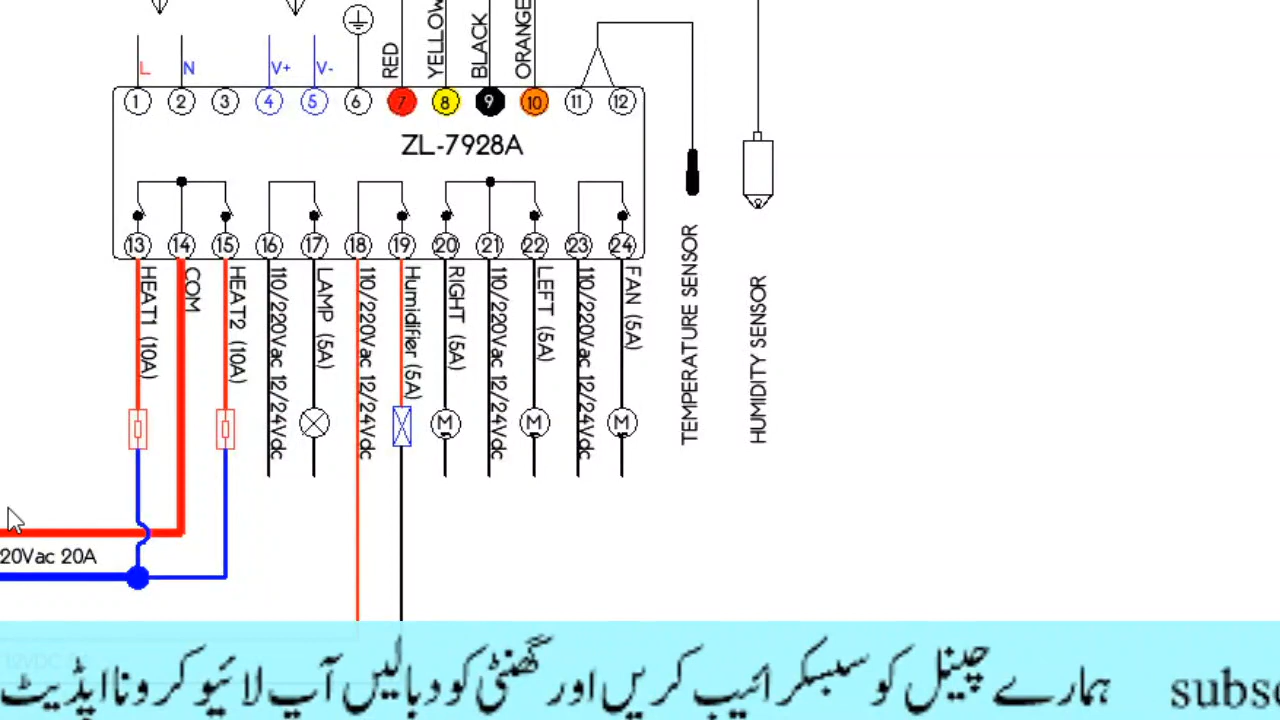 RED
YELLOW
BLACK
ORANGE
L
N
V+
V-
1
2
3
4
5
6
7
8
9
10
11
12
ZL-7928A
13
14
15
16
17
18
19
20
21
22
23
24
HEAT1 (10A)
COM
HEAT2 (10A)
110/220Vac 12/24Vdc
LAMP (5A)
110/220Vac 12/24Vdc
Humidifier (5A)
RIGHT (5A)
110/220Vac 12/24Vdc
LEFT (5A)
110/220Vac 12/24Vdc
FAN (5A)
M
M
M
TEMPERATURE SENSOR
HUMIDITY SENSOR
20Vac 20A
ہمارے چینل کو سبسکرائیب کریں اور گھنٹی کو دبالیں آپ لائیو کرونا اپڈیٹ
subsc